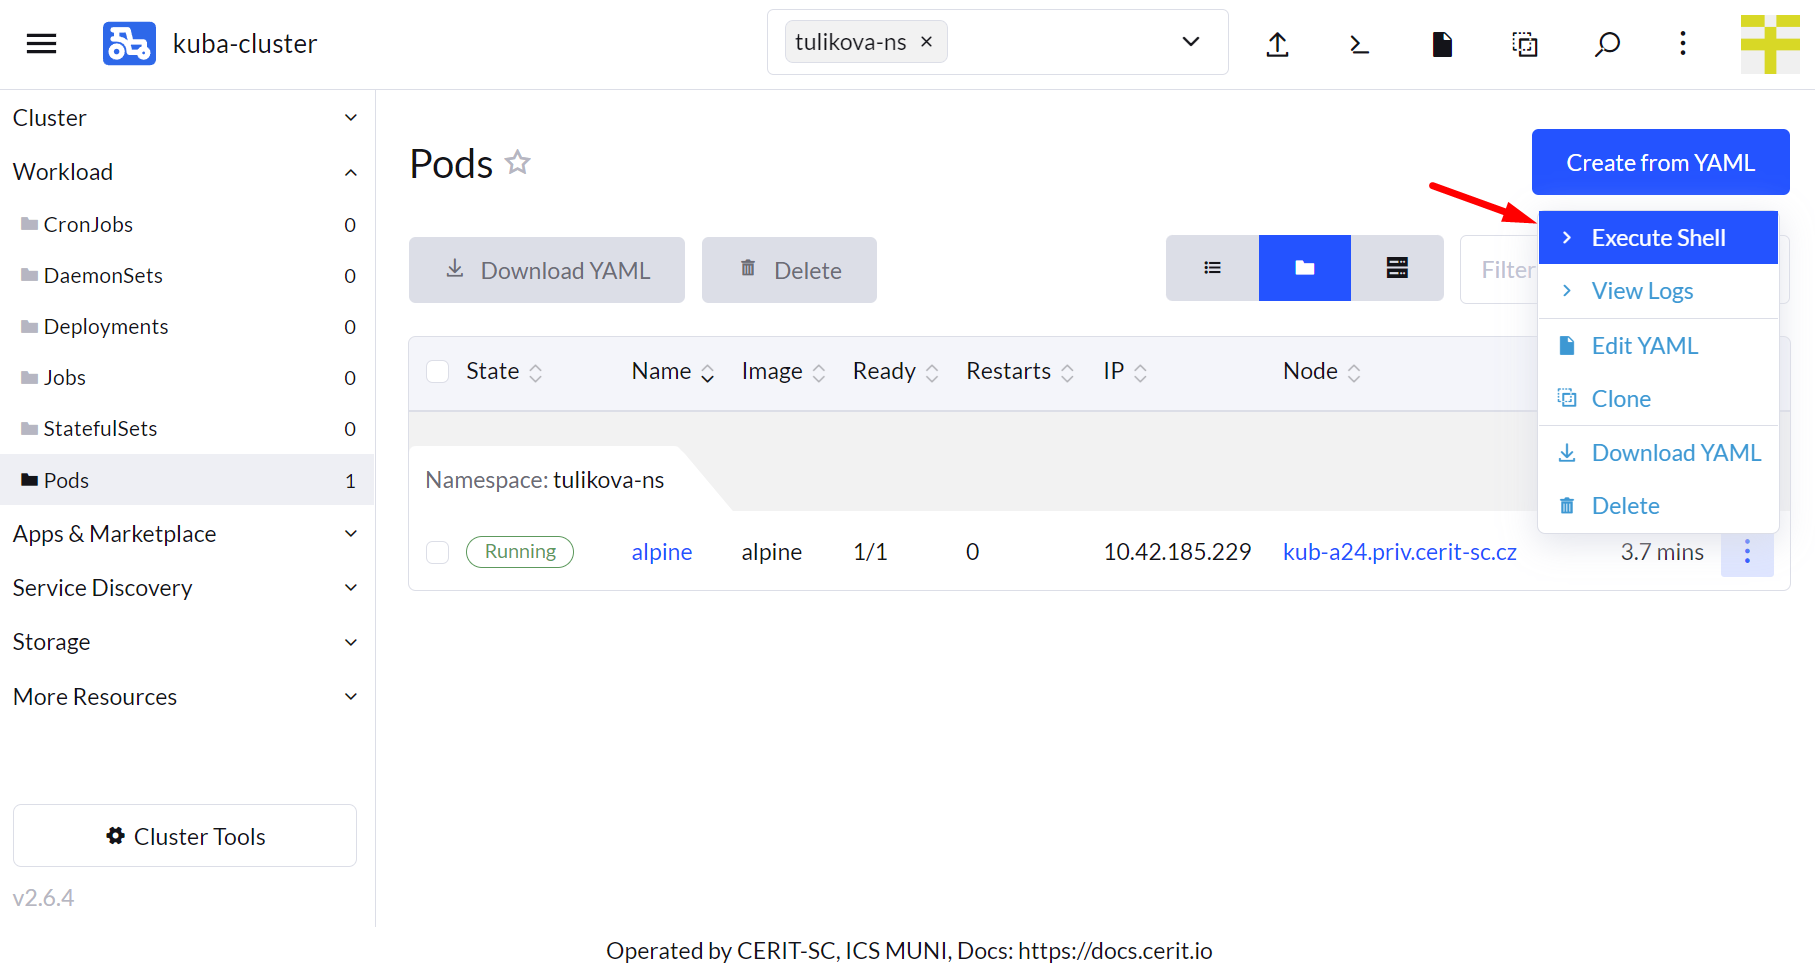 kuba-cluster
tulikova-ns ×
Cluster
Workload
CronJobs 0
DaemonSets 0
Deployments 0
Jobs 0
StatefulSets 0
Pods 1
Apps & Marketplace
Service Discovery
Storage
More Resources
Cluster Tools
v2.6.4
Pods
Create from YAML
Download YAML
Delete
Filter
Execute Shell
View Logs
Edit YAML
Clone
Download YAML
Delete
State Name Image Ready Restarts IP Node
Namespace: tulikova-ns
Running alpine alpine 1/1 0 10.42.185.229 kub-a24.priv.cerit-sc.cz 3.7 mins
Operated by CERIT-SC, ICS MUNI, Docs: https://docs.cerit.io